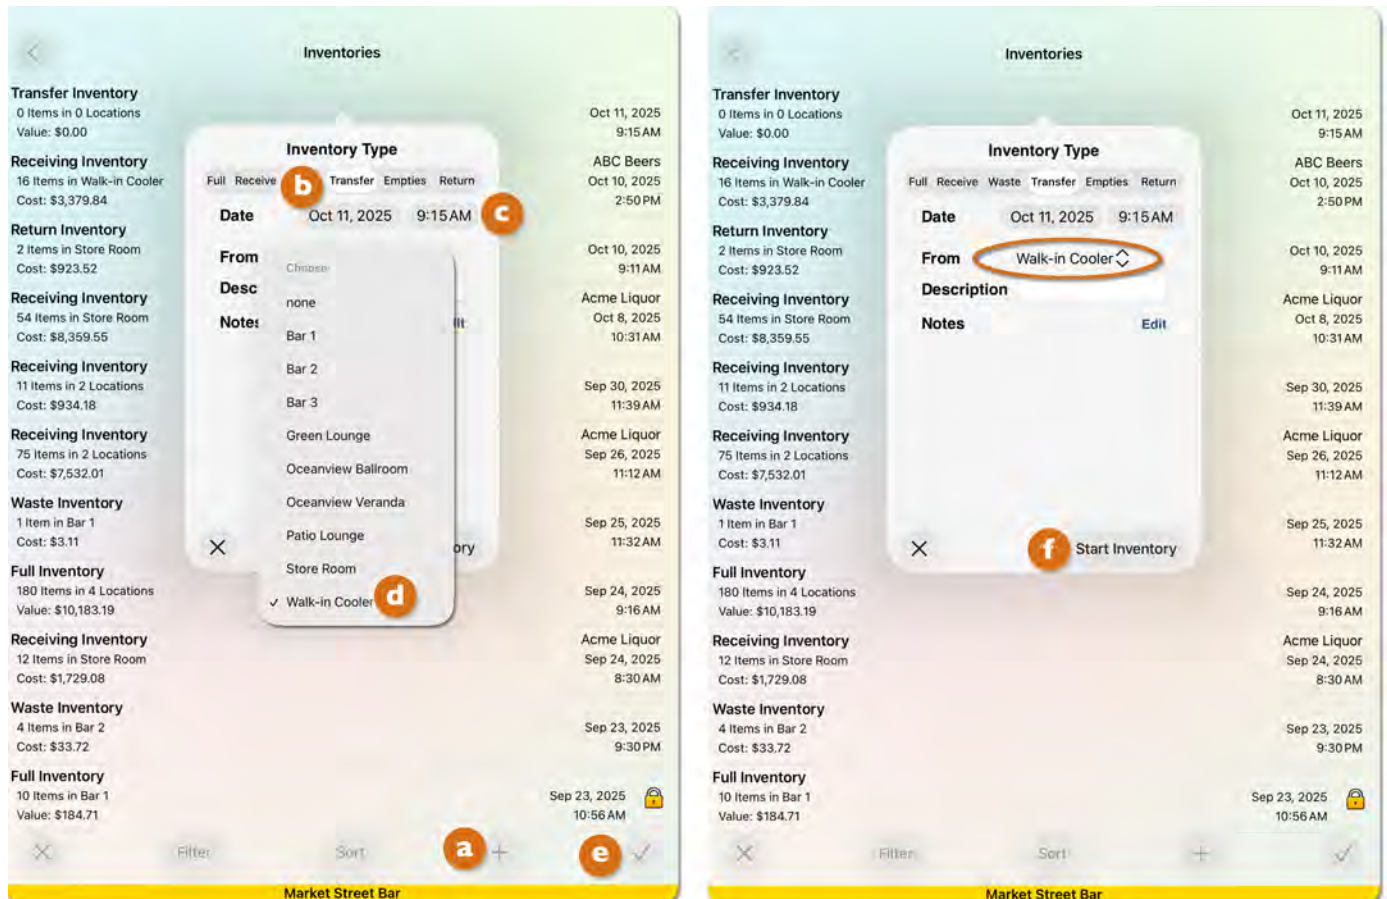 Inventories
Transfer Inventory
0 Items in 0 Locations
Oct 11, 2025
Value: $0.00
9:15 AM
Receiving Inventory
ABC Beers
16 Items in Walk-in Cooler
Oct 10, 2025
Cost: $3,379.84
2:50 PM
Return Inventory
2 Items in Store Room
Oct 10, 2025
Cost: $923.52
9:11 AM
Receiving Inventory
Acme Liquor
54 Items in Store Room
Oct 8, 2025
Cost: $8,359.55
10:31 AM
Receiving Inventory
11 Items in 2 Locations
Sep 30, 2025
Cost: $934.18
11:39 AM
Receiving Inventory
Acme Liquor
75 Items in 2 Locations
Sep 26, 2025
Cost: $7,532.01
11:12 AM
Waste Inventory
1 Item in Bar 1
Sep 25, 2025
Cost: $3.11
11:32 AM
Full Inventory
180 Items in 4 Locations
Sep 24, 2025
Value: $10,183.19
9:16 AM
Receiving Inventory
Acme Liquor
12 Items in Store Room
Sep 24, 2025
Cost: $1,729.08
8:30 AM
Waste Inventory
4 Items in Bar 2
Sep 23, 2025
Cost: $33.72
9:30 PM
Full Inventory
10 Items in Bar 1
Sep 23, 2025
Value: $184.71
10:56 AM
Inventory Type
Full Receive b Transfer Empties Return
Date Oct 11, 2025 9:15 AM c
From
Desc
Notes
Choose
none
Bar 1
Bar 2
Bar 3
Green Lounge
Oceanview Ballroom
Oceanview Veranda
Patio Lounge
Store Room
Walk-in Cooler d
ory
Filter Sort a + e
Market Street Bar
Inventories
Transfer Inventory
0 Items in 0 Locations
Oct 11, 2025
Value: $0.00
9:15 AM
Receiving Inventory
ABC Beers
16 Items in Walk-in Cooler
Oct 10, 2025
Cost: $3,379.84
2:50 PM
Return Inventory
2 Items in Store Room
Oct 10, 2025
Cost: $923.52
9:11 AM
Receiving Inventory
Acme Liquor
54 Items in Store Room
Oct 8, 2025
Cost: $8,359.55
10:31 AM
Receiving Inventory
11 Items in 2 Locations
Sep 30, 2025
Cost: $934.18
11:39 AM
Receiving Inventory
Acme Liquor
75 Items in 2 Locations
Sep 26, 2025
Cost: $7,532.01
11:12 AM
Waste Inventory
1 Item in Bar 1
Sep 25, 2025
Cost: $3.11
11:32 AM
Full Inventory
180 Items in 4 Locations
Sep 24, 2025
Value: $10,183.19
9:16 AM
Receiving Inventory
Acme Liquor
12 Items in Store Room
Sep 24, 2025
Cost: $1,729.08
8:30 AM
Waste Inventory
4 Items in Bar 2
Sep 23, 2025
Cost: $33.72
9:30 PM
Full Inventory
10 Items in Bar 1
Sep 23, 2025
Value: $184.71
10:56 AM
Inventory Type
Full Receive Waste Transfer Empties Return
Date Oct 11, 2025 9:15 AM
From Walk-in Cooler
Description
Notes Edit
f Start Inventory
Filter Sort +
Market Street Bar